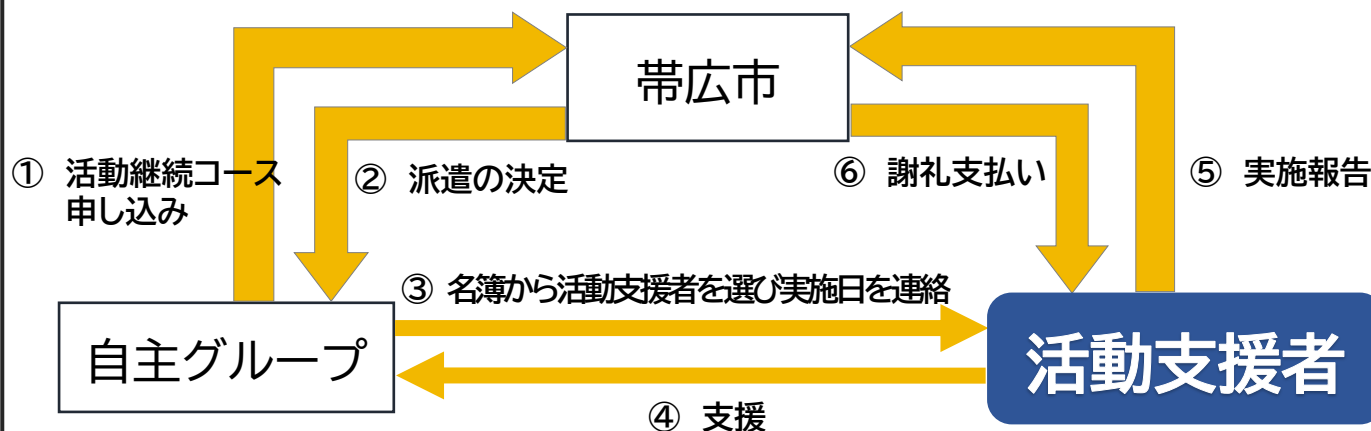 帯広市
① 活動継続コース
申し込み
② 派遣の決定
⑥ 謝礼支払い
⑤ 実施報告
③ 名簿から活動支援者を選び実施日を連絡
自主グループ
活動支援者
④ 支援